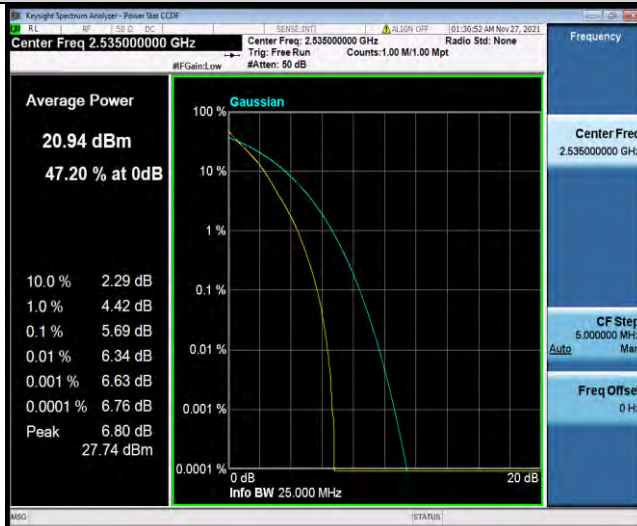 Keysight Spectrum Analyzer - Power Stat CCDF
RL RF 50 Ω DC SENSE:INT ALIGN OFF 01:30:52 AM Nov 27, 2021
Center Freq 2.535000000 GHz
Center Freq: 2.535000000 GHz Radio Std: None
Trig: Free Run Counts:1.00 M/1.00 Mpt
#IFGain:Low #Atten: 50 dB
Frequency
Average Power
20.94 dBm
47.20 % at 0dB
10.0 % 2.29 dB
1.0 % 4.42 dB
0.1 % 5.69 dB
0.01 % 6.34 dB
0.001 % 6.63 dB
0.0001 % 6.76 dB
Peak 6.80 dB
27.74 dBm
Gaussian
100 %
10 %
1 %
0.1 %
0.01 %
0.001 %
0.0001 %
0 dB 20 dB
Info BW 25.000 MHz
Center Freq
2.535000000 GHz
CF Step
5.000000 MHz
Auto Man
Freq Offset
0 Hz
MSG STATUS